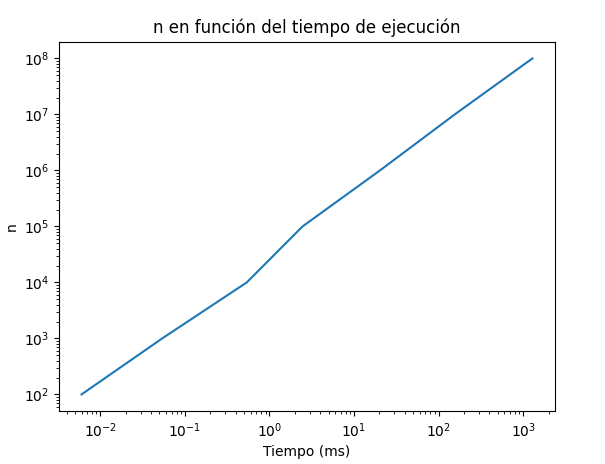 n en función del tiempo de ejecución
n
10⁸
10⁷
10⁶
10⁵
10⁴
10³
10²
10⁻² 10⁻¹ 10⁰ 10¹ 10² 10³
Tiempo (ms)